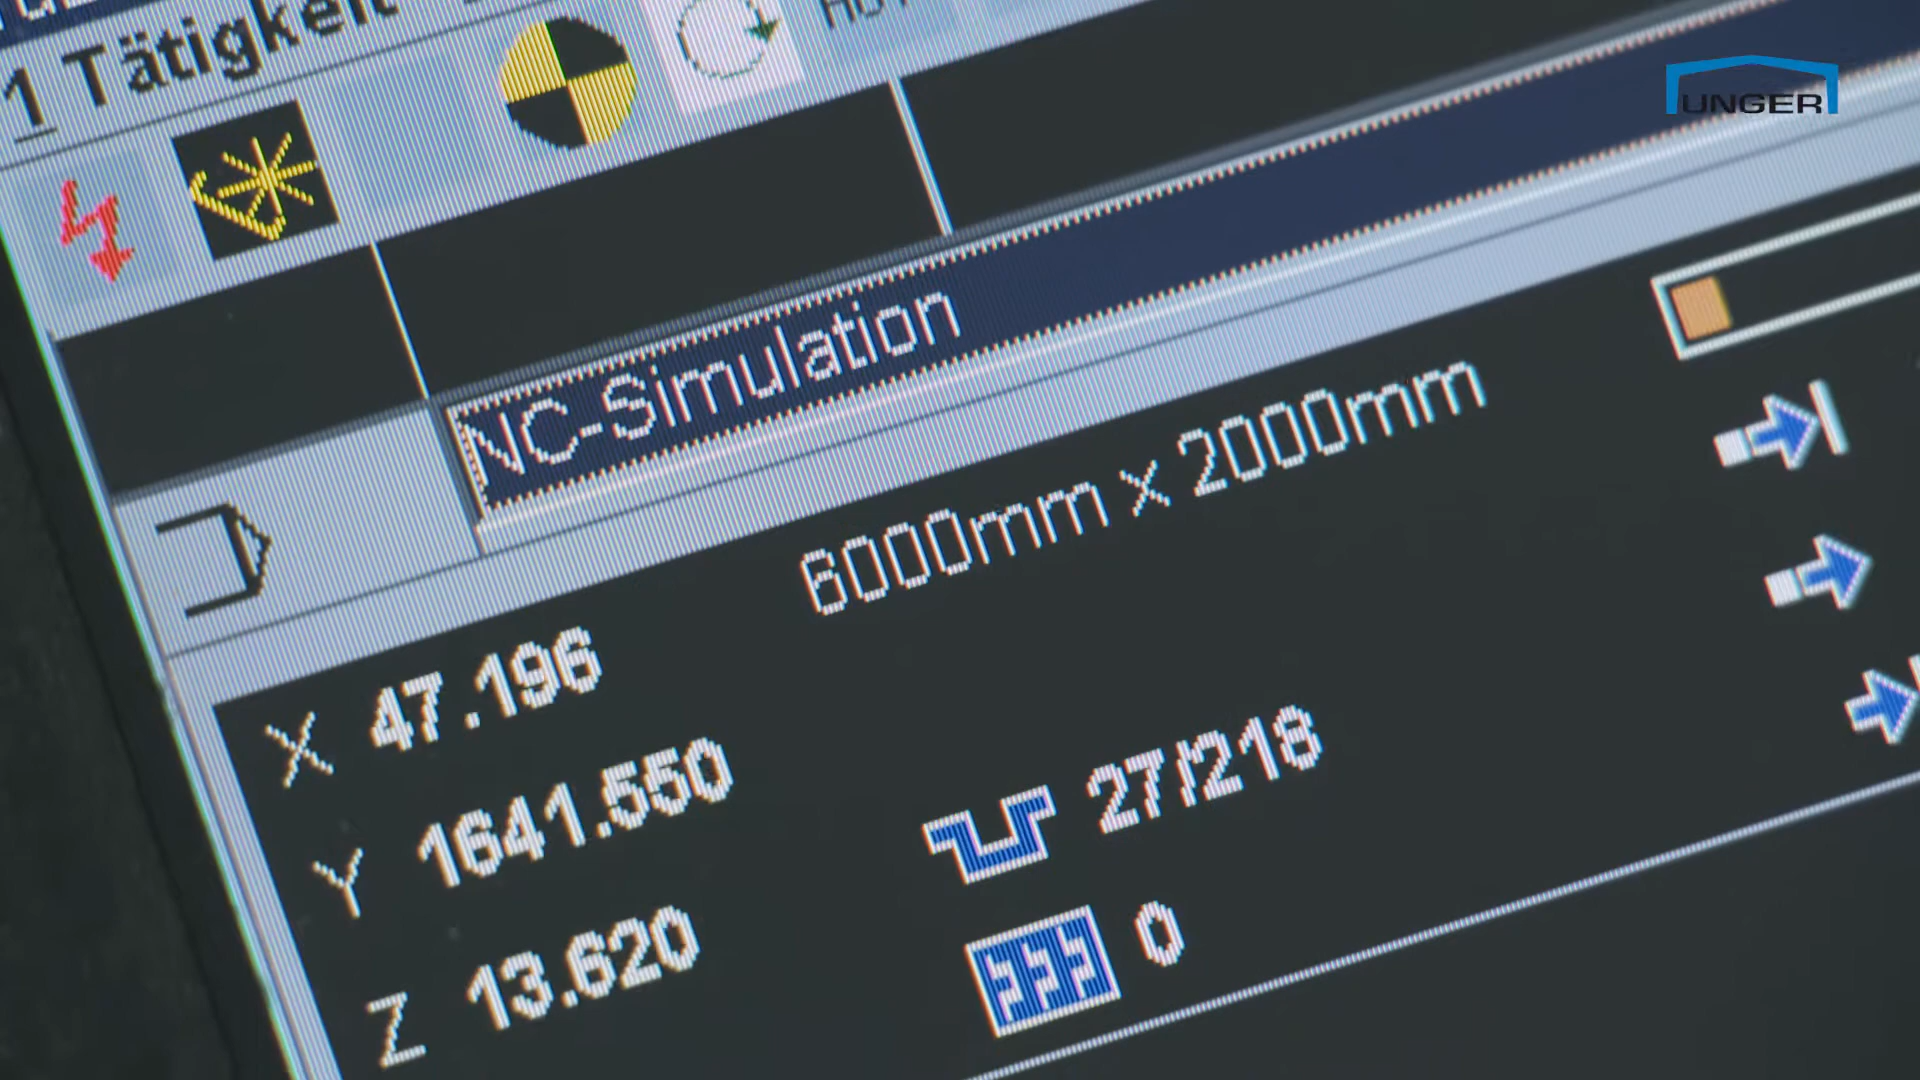 1 Tätigkeit
UNGER
NC-Simulation
6000mm x 2000mm
X 47.196
Y 1641.550
27/218
Z 13.620
0